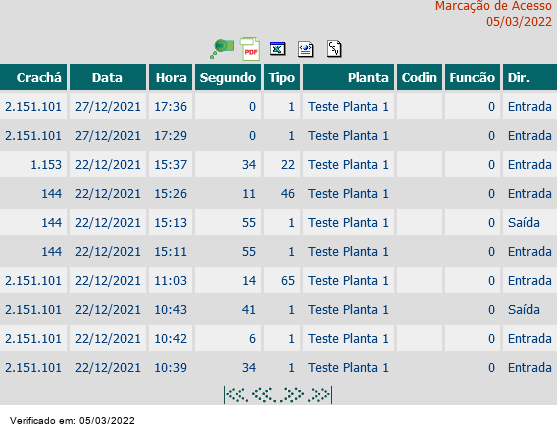 Marcação de Acesso
05/03/2022
PDF
Crachá Data Hora Segundo Tipo Planta Codin Funcão Dir.
2.151.101 27/12/2021 17:36 0 1 Teste Planta 1 0 Entrada
2.151.101 27/12/2021 17:29 0 1 Teste Planta 1 0 Entrada
1.153 22/12/2021 15:37 34 22 Teste Planta 1 0 Entrada
144 22/12/2021 15:26 11 46 Teste Planta 1 0 Entrada
144 22/12/2021 15:13 55 1 Teste Planta 1 0 Saída
144 22/12/2021 15:11 55 1 Teste Planta 1 0 Entrada
2.151.101 22/12/2021 11:03 14 65 Teste Planta 1 0 Entrada
2.151.101 22/12/2021 10:43 41 1 Teste Planta 1 0 Saída
2.151.101 22/12/2021 10:42 6 1 Teste Planta 1 0 Entrada
2.151.101 22/12/2021 10:39 34 1 Teste Planta 1 0 Entrada
Verificado em: 05/03/2022